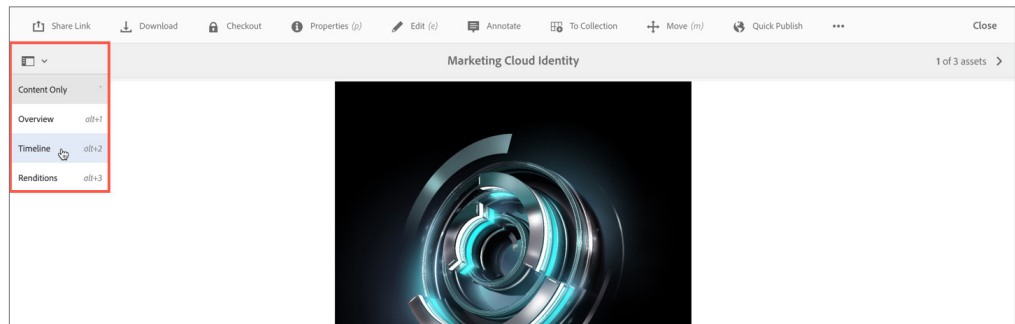 Share Link Download Checkout Properties (p) Edit (e) Annotate To Collection Move (m) Quick Publish ••• Close
Marketing Cloud Identity 1 of 3 assets
Content Only `
Overview alt+1
Timeline alt+2
Renditions alt+3